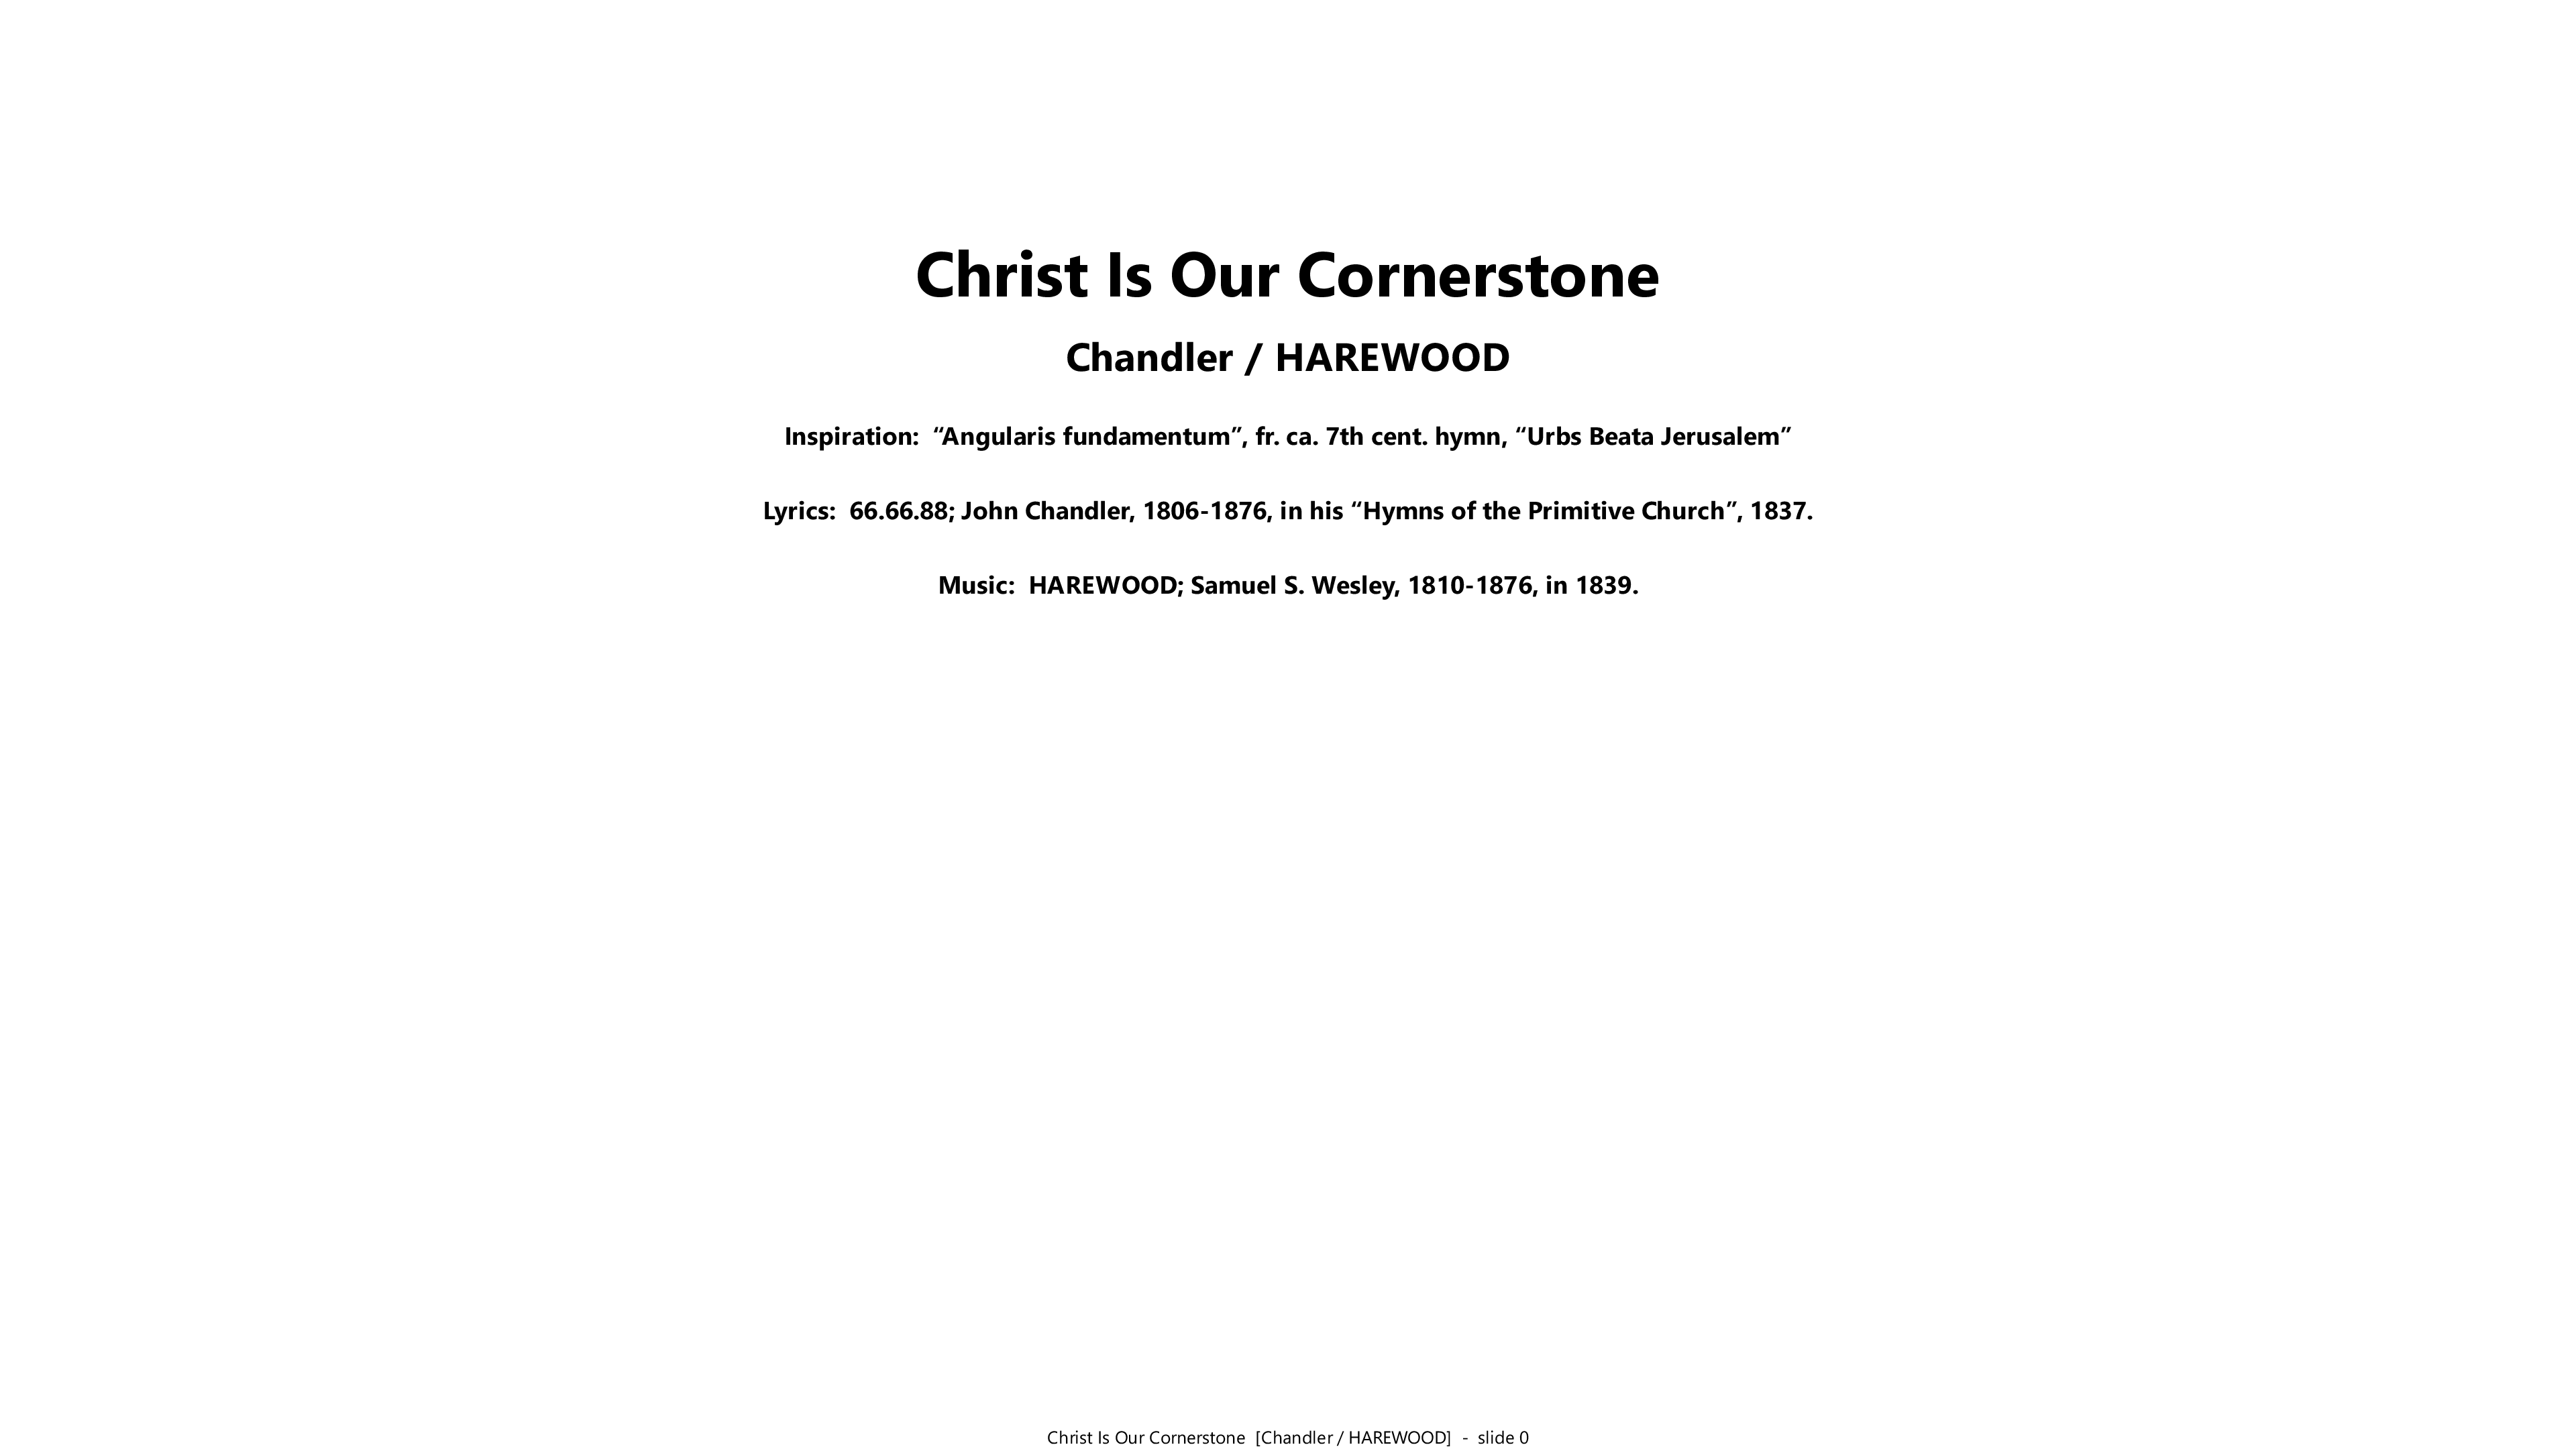 Christ Is Our Cornerstone
Chandler / HAREWOOD
Inspiration:  “Angularis fundamentum”, fr. ca. 7th cent. hymn, “Urbs Beata Jerusalem”
Lyrics:  66.66.88; John Chandler, 1806-1876, in his “Hymns of the Primitive Church”, 1837.
Music:  HAREWOOD; Samuel S. Wesley, 1810-1876, in 1839.
Christ Is Our Cornerstone  [Chandler / HAREWOOD]  -  slide 0